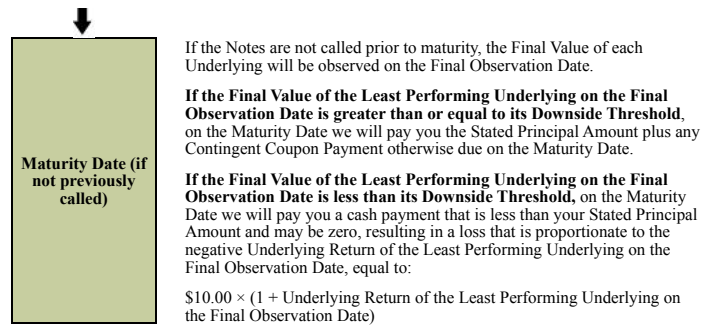 Maturity Date (if
not previously
called)
If the Notes are not called prior to maturity, the Final Value of each
Underlying will be observed on the Final Observation Date.
If the Final Value of the Least Performing Underlying on the Final
Observation Date is greater than or equal to its Downside Threshold,
on the Maturity Date we will pay you the Stated Principal Amount plus any
Contingent Coupon Payment otherwise due on the Maturity Date.
If the Final Value of the Least Performing Underlying on the Final
Observation Date is less than its Downside Threshold, on the Maturity
Date we will pay you a cash payment that is less than your Stated Principal
Amount and may be zero, resulting in a loss that is proportionate to the
negative Underlying Return of the Least Performing Underlying on the
Final Observation Date, equal to:
$10.00 × (1 + Underlying Return of the Least Performing Underlying on
the Final Observation Date)